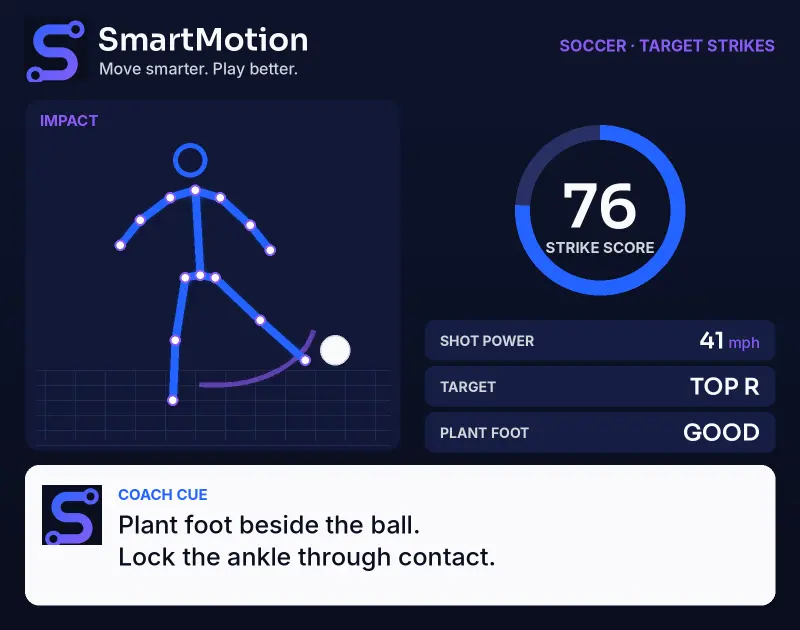 SmartMotion
Move smarter. Play better.
SOCCER · TARGET STRIKES
IMPACT
76
STRIKE SCORE
SHOT POWER 41 mph
TARGET TOP R
PLANT FOOT GOOD
COACH CUE
Plant foot beside the ball.
Lock the ankle through contact.